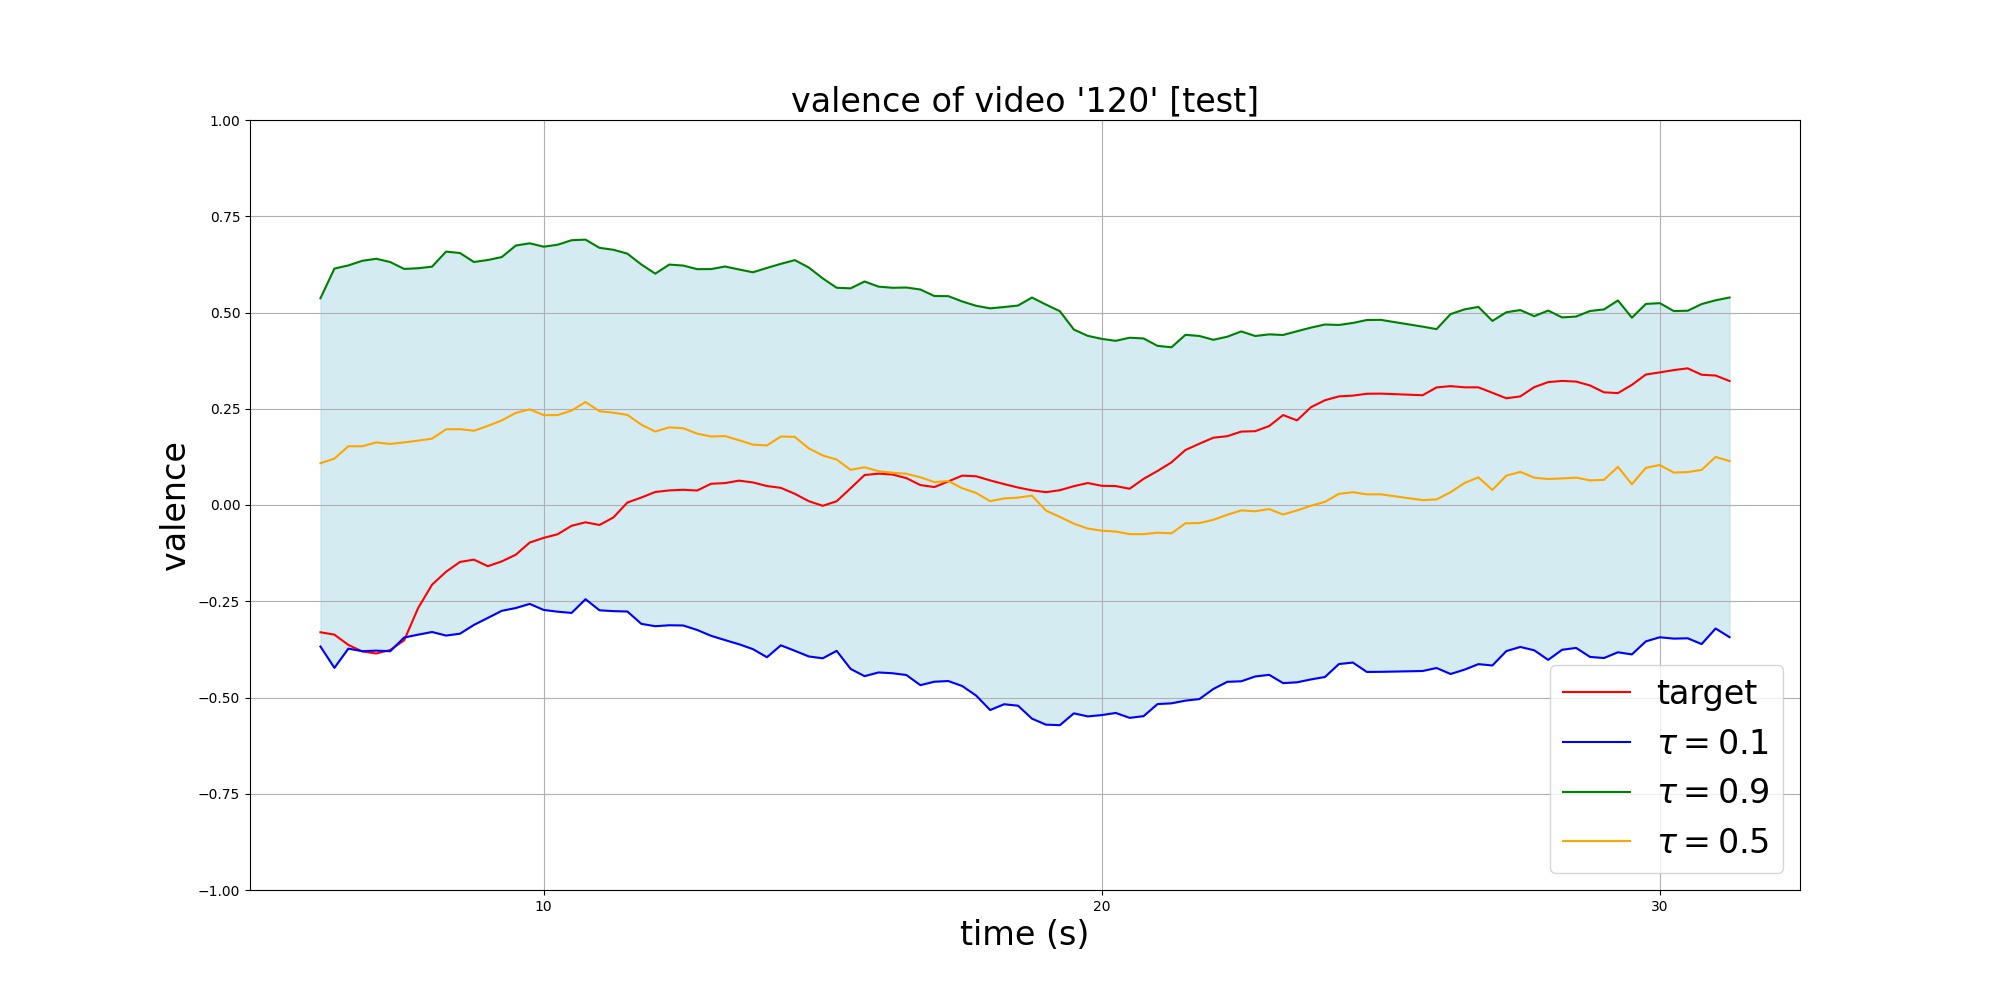 valence of video '120' [test]
1.00
0.75
0.50
0.25
0.00
−0.25
−0.50
−0.75
−1.00
valence
10
20
30
time (s)
target
τ = 0.1
τ = 0.9
τ = 0.5